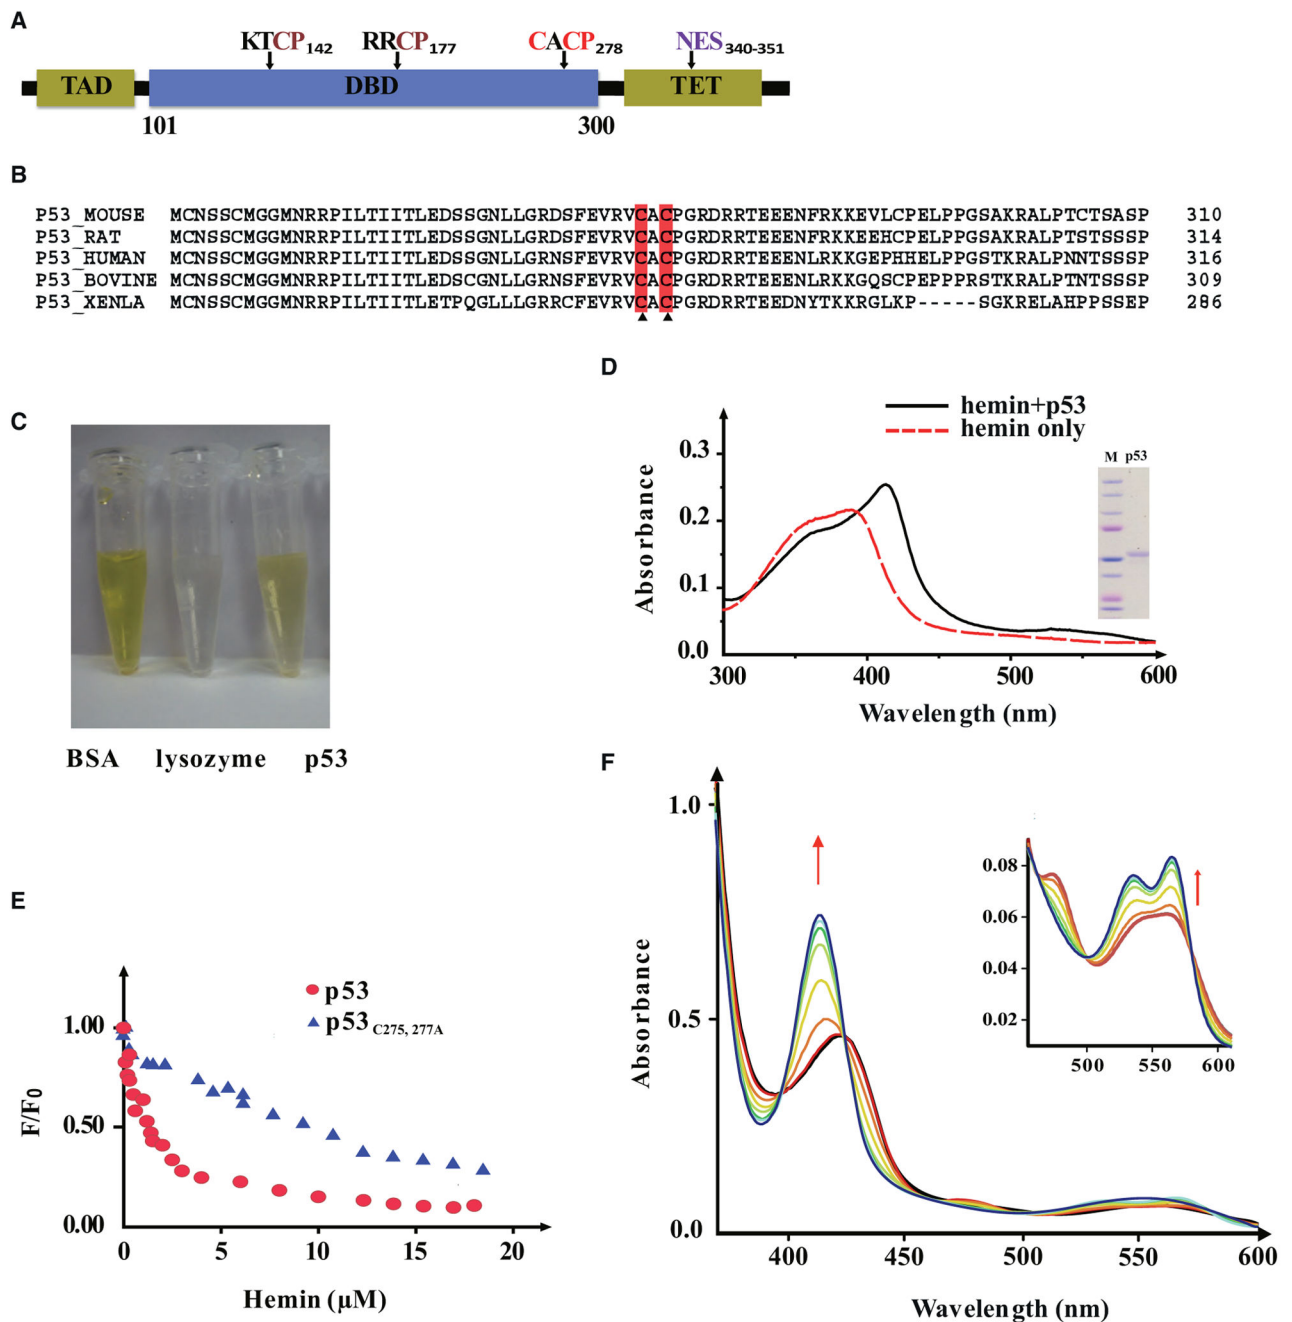 A
KTCP142 RRCP177 CACP278 NES340-351
TAD DBD TET
101 300
B
P53_MOUSE MCNSSCMGGMNRRPILTIITLEDSSGNLLGRDSFEVRVCACPGRDRRTEEENFRKKEVLCPELPPGSAKRALPTCTSASP 310
P53_RAT MCNSSCMGGMNRRPILTIITLEDSSGNLLGRDSFEVRVCACPGRDRRTEEENFRKKEEHCPELPPGSAKRALPTSTSSSP 314
P53_HUMAN MCNSSCMGGMNRRPILTIITLEDSSGNLLGRNSFEVRVCACPGRDRRTEEENLRKKGEPHHELPPGSTKRALPNNTSSSP 316
P53_BOVINE MCNSSCMGGMNRRPILTIITLEDSCGNLLGRNSFEVRVCACPGRDRRTEEENLRKKGQSCPEPPPRSTKRALPTNTSSSP 309
P53_XENLA MCNSSCMGGMNRRPILTIITLETPQGLLLGRRCFEVRVCACPGRDRRTEEDNYTKKRGLKP-----SGKRELAHPPSSEP 286
C
BSA lysozyme p53
D
hemin+p53
hemin only
M p53
Absorbance
0.3
0.2
0.1
0.0
300 400 500 600
Wavelength (nm)
E
p53
p53C275, 277A
F/F0
1.00
0.50
0.00
0 5 10 15 20
Hemin (µM)
F
Absorbance
1.0
0.5
0.0
400 450 500 550 600
Wavelength (nm)
0.08
0.06
0.04
0.02
500 550 600